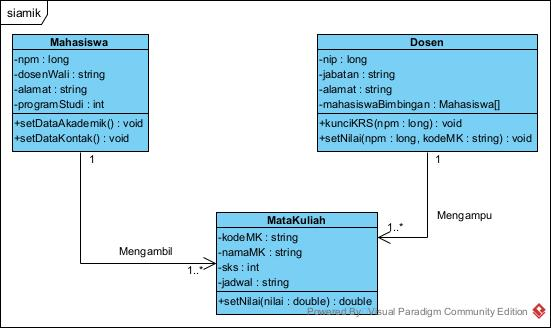 siamik
Mahasiswa
-npm : long
-dosenWali : string
-alamat : string
-programStudi : int
+setDataAkademik() : void
+setDataKontak() : void
Dosen
-nip : long
-jabatan : string
-alamat : string
-mahasiswaBimbingan : Mahasiswa[]
+kunciKRS(npm : long) : void
+setNilai(npm : long, kodeMK : string) : void
1
1
Mengambil
1..*
Mengampu
1..*
MataKuliah
-kodeMK : string
-namaMK : string
-sks : int
-jadwal : string
+setNilai(nilai : double) : double
Powered By Visual Paradigm Community Edition